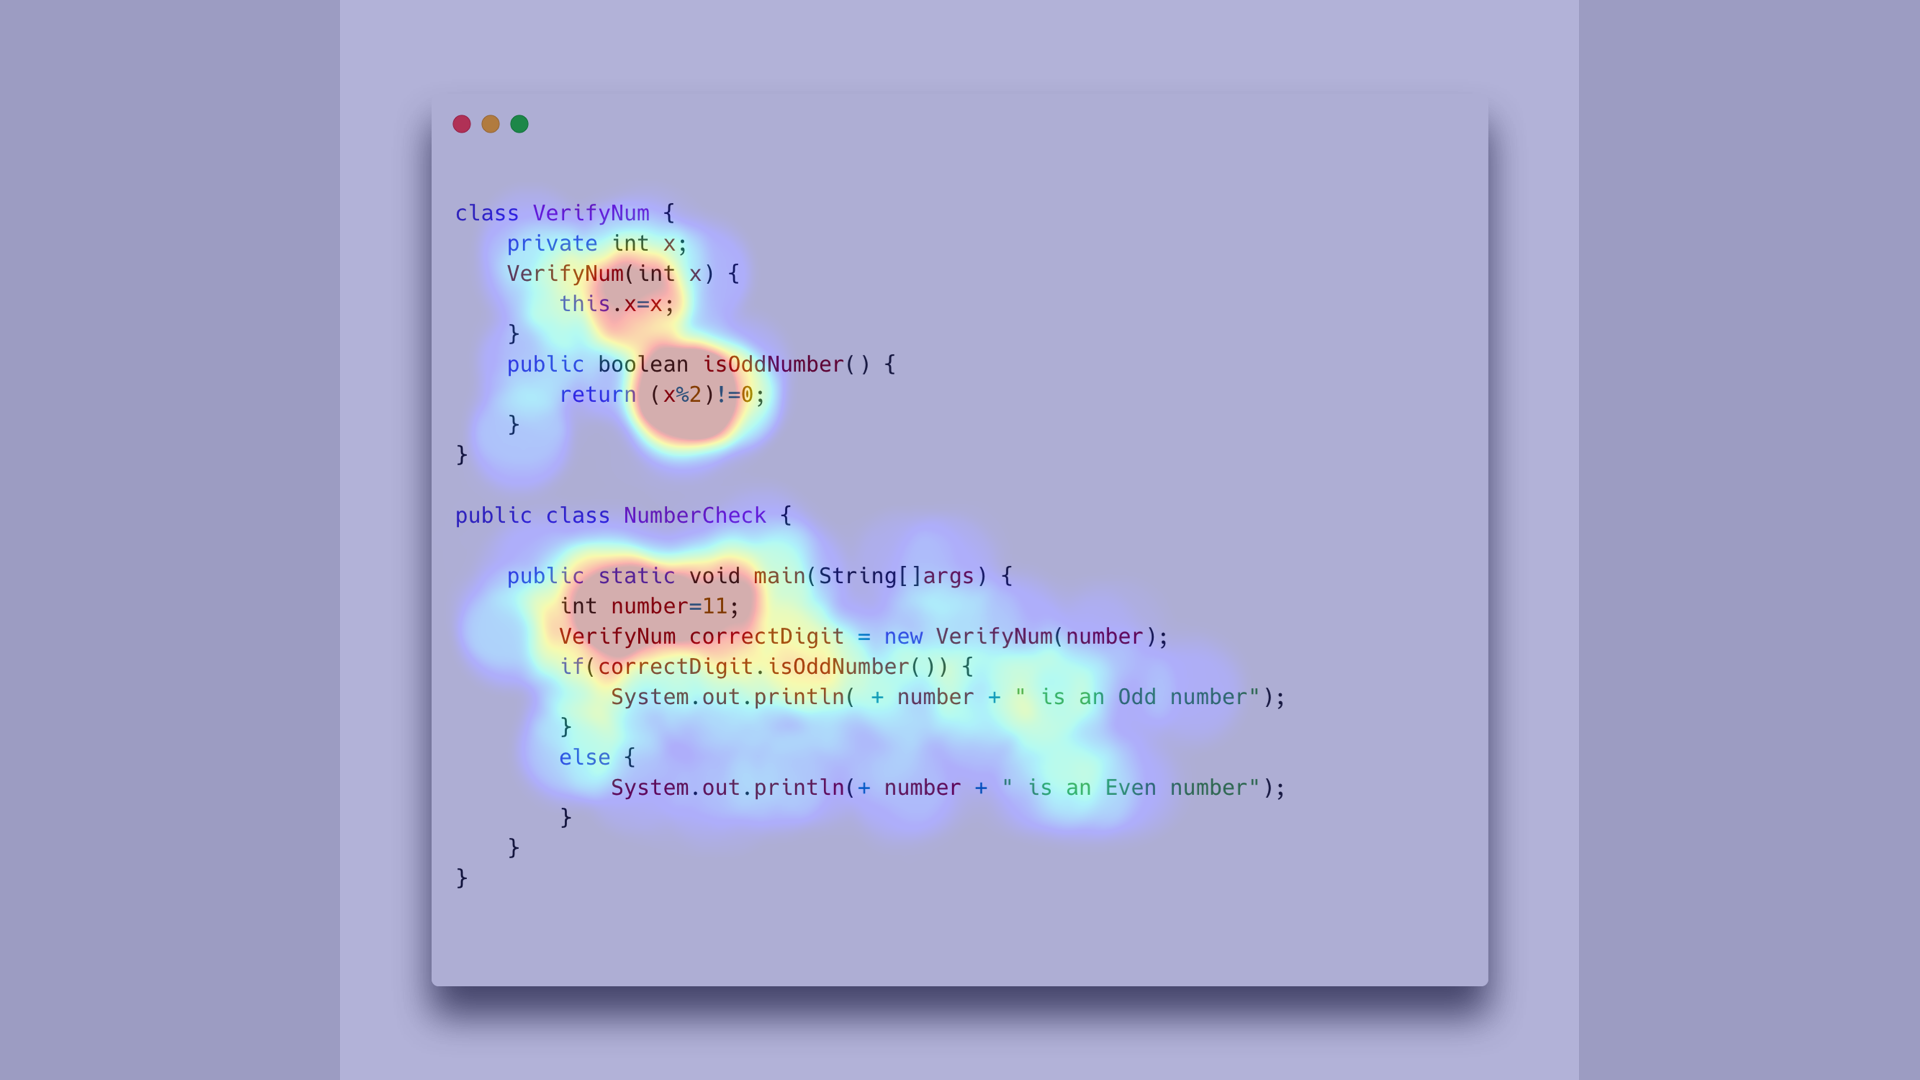 class VerifyNum {
    private int x;
    VerifyNum(int x) {
        this.x=x;
    }
    public boolean isOddNumber() {
        return (x%2)!=0;
    }
}

public class NumberCheck {

    public static void main(String[]args) {
        int number=11;
        VerifyNum correctDigit = new VerifyNum(number);
        if(correctDigit.isOddNumber()) {
            System.out.println( + number + " is an Odd number");
        }
        else {
            System.out.println(+ number + " is an Even number");
        }
    }
}